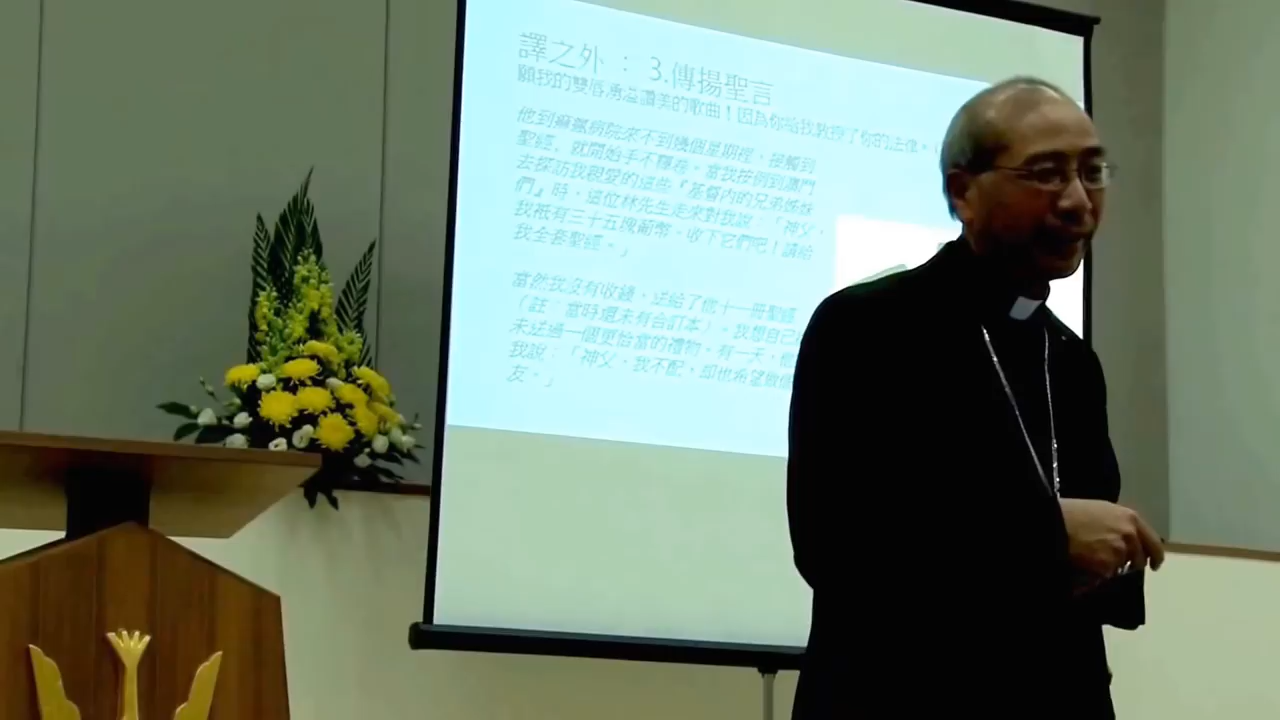 譯之外 : 3.傳揚聖言
願我的雙唇湧溢讚美的歌曲！因為你給我教授了你的法律。
他到痲瘋病院來不到幾個星期裡，接觸到
聖經，就開始手不釋卷。當我按例到澳門
去探訪我親愛的這些『基督內的兄弟姊妹
們』時，這位林先生走來對我說：「神父，
我祇有三十五塊葡幣。收下它們吧！請給
我全套聖經。」
當然我沒有收錢，送給了他十一冊聖經
（註：當時還未有合訂本）。我想自己
未送過一個更恰當的禮物。有一天，他
我說：「神父，我不配，却也希望做
友。」